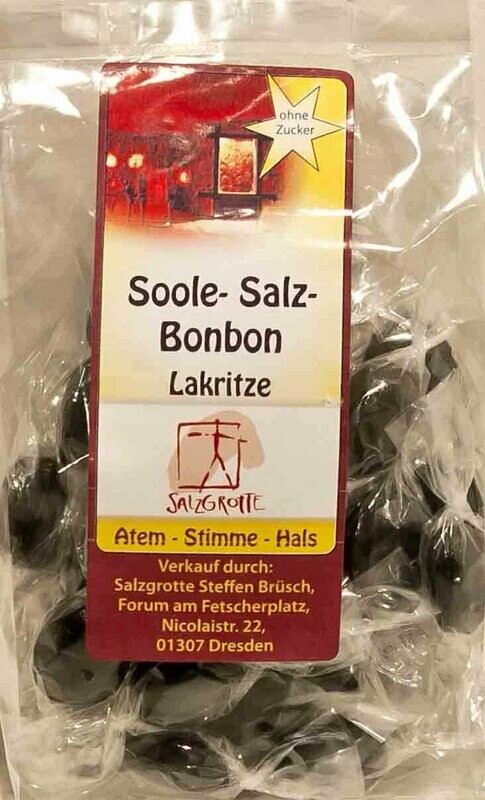 ohne
Zucker
Soole- Salz-
Bonbon
Lakritze
SALZGROTTE
Atem - Stimme - Hals
Verkauf durch:
Salzgrotte Steffen Brüsch,
Forum am Fetscherplatz,
Nicolaistr. 22,
01307 Dresden